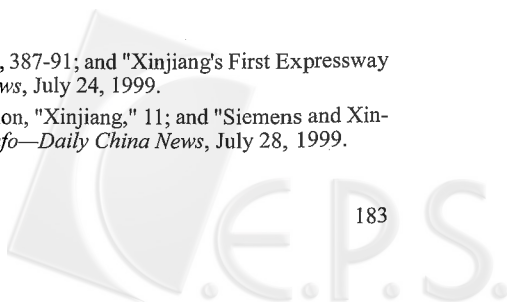 , 387-91; and "Xinjiang's First Expressway
ws, July 24, 1999.
on, "Xinjiang," 11; and "Siemens and Xin-
fo—Daily China News, July 28, 1999.
183
C.E.P.S.